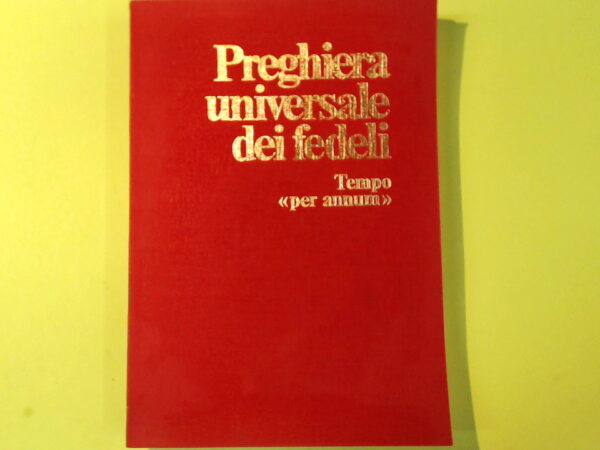 Preghiera
universale
dei fedeli
Tempo
«per annum»